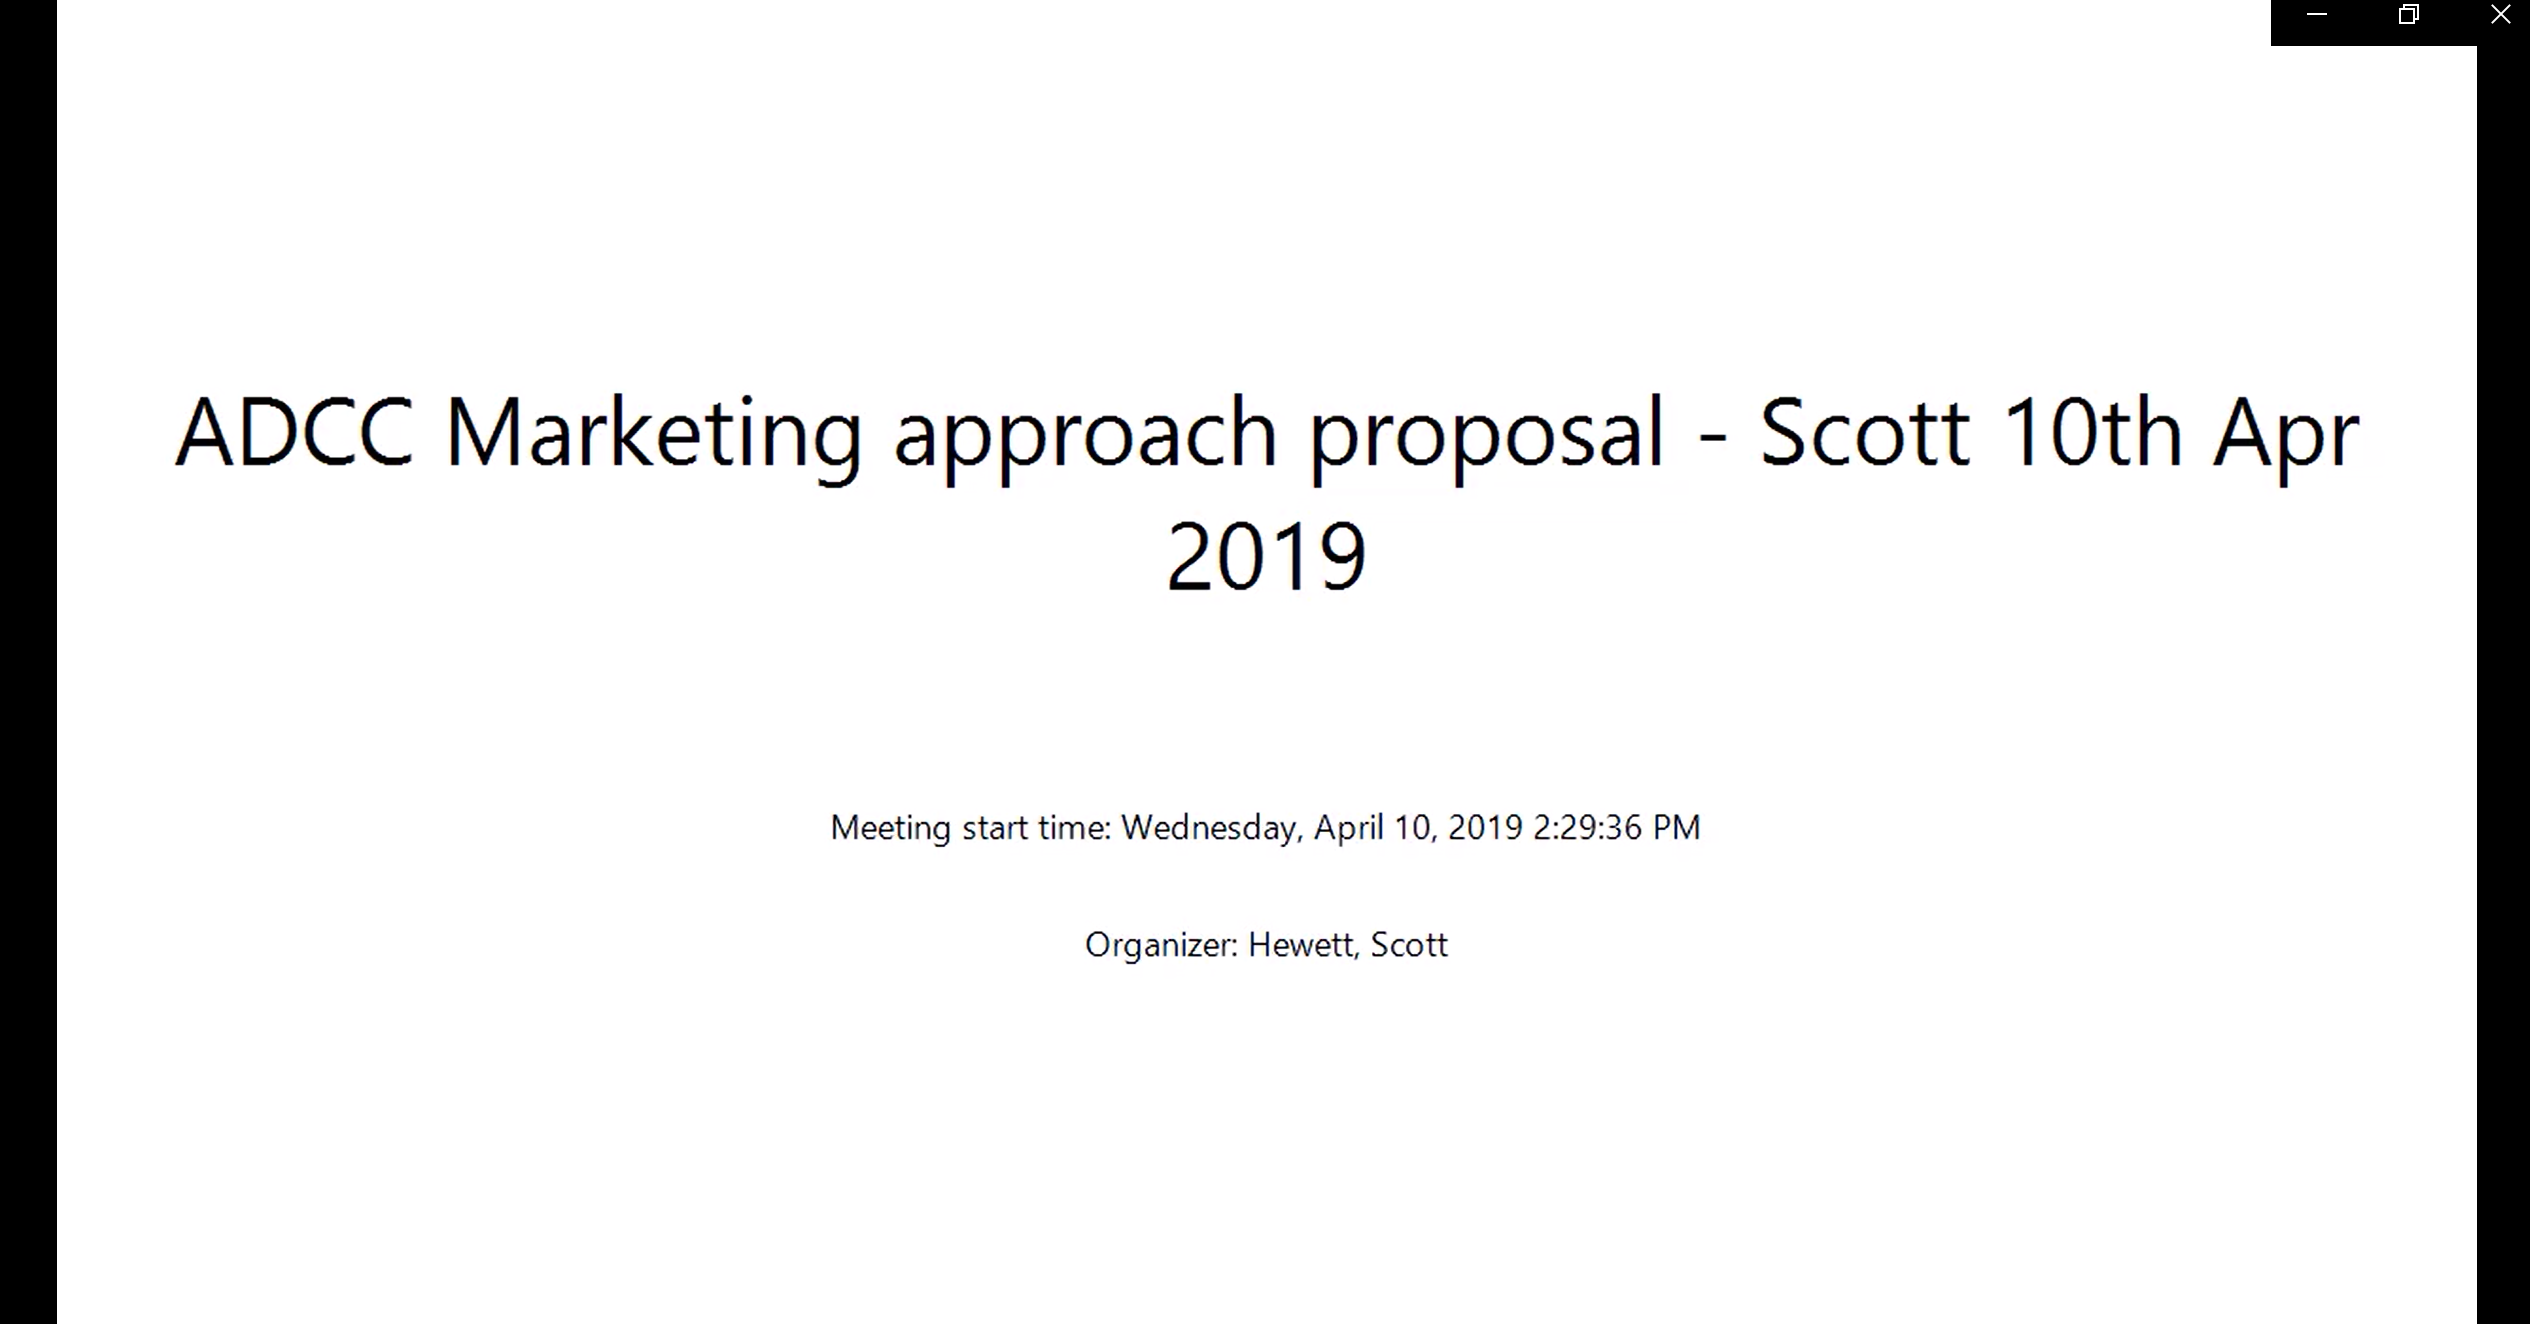 ADCC Marketing approach proposal - Scott 10th Apr
2019
Meeting start time: Wednesday, April 10, 2019 2:29:36 PM
Organizer: Hewett, Scott